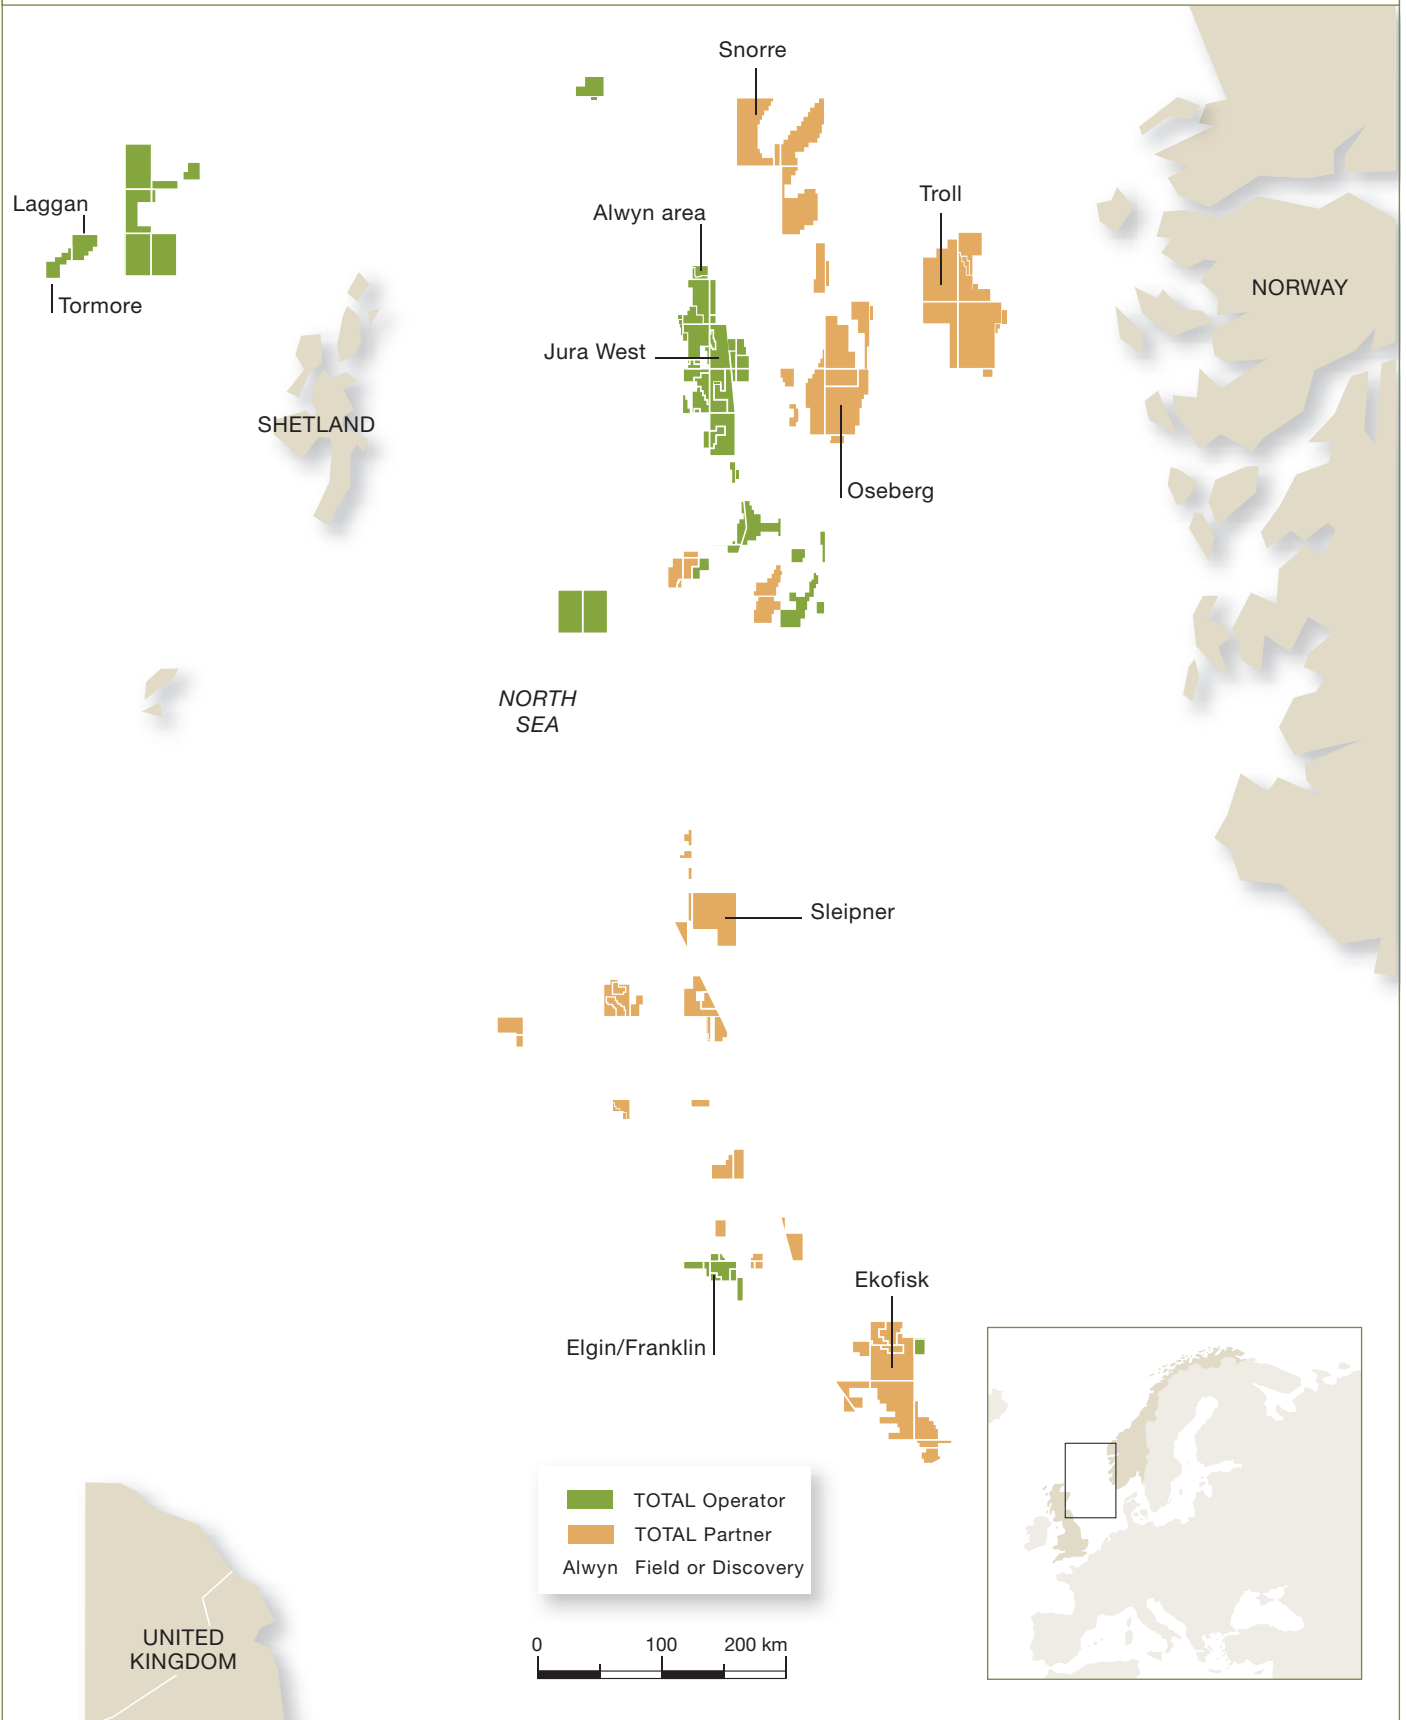 Snorre
Laggan
Tormore
Alwyn area
Troll
NORWAY
Jura West
SHETLAND
Oseberg
NORTH
SEA
Sleipner
Ekofisk
Elgin/Franklin
TOTAL Operator
TOTAL Partner
Alwyn Field or Discovery
0 100 200 km
UNITED
KINGDOM